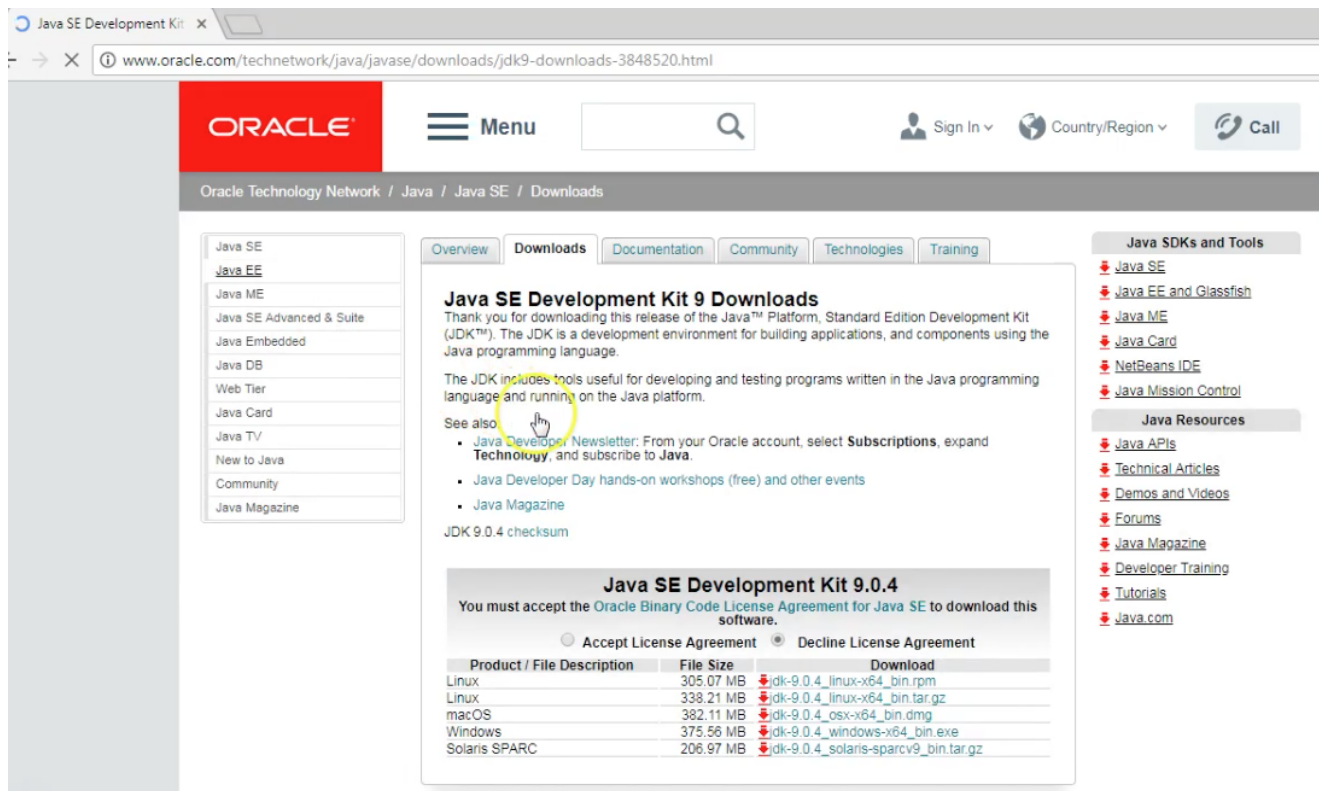 Java SE Development Kit
www.oracle.com/technetwork/java/javase/downloads/jdk9-downloads-3848520.html
ORACLE
Menu
Sign In
Country/Region
Call
Oracle Technology Network / Java / Java SE / Downloads
Java SE
Java EE
Java ME
Java SE Advanced & Suite
Java Embedded
Java DB
Web Tier
Java Card
Java TV
New to Java
Community
Java Magazine
Overview Downloads Documentation Community Technologies Training
Java SE Development Kit 9 Downloads
Thank you for downloading this release of the Java™ Platform, Standard Edition Development Kit
(JDK™). The JDK is a development environment for building applications, and components using the
Java programming language.
The JDK includes tools useful for developing and testing programs written in the Java programming
language and running on the Java platform.
See also
Java Developer Newsletter: From your Oracle account, select Subscriptions, expand
Technology, and subscribe to Java.
Java Developer Day hands-on workshops (free) and other events
Java Magazine
JDK 9.0.4 checksum
Java SE Development Kit 9.0.4
You must accept the Oracle Binary Code License Agreement for Java SE to download this
software.
Accept License Agreement Decline License Agreement
Product / File Description File Size Download
Linux 305.07 MB jdk-9.0.4_linux-x64_bin.rpm
Linux 338.21 MB jdk-9.0.4_linux-x64_bin.tar.gz
macOS 382.11 MB jdk-9.0.4_osx-x64_bin.dmg
Windows 375.56 MB jdk-9.0.4_windows-x64_bin.exe
Solaris SPARC 206.97 MB jdk-9.0.4_solaris-sparcv9_bin.tar.gz
Java SDKs and Tools
Java SE
Java EE and Glassfish
Java ME
Java Card
NetBeans IDE
Java Mission Control
Java Resources
Java APIs
Technical Articles
Demos and Videos
Forums
Java Magazine
Developer Training
Tutorials
Java.com